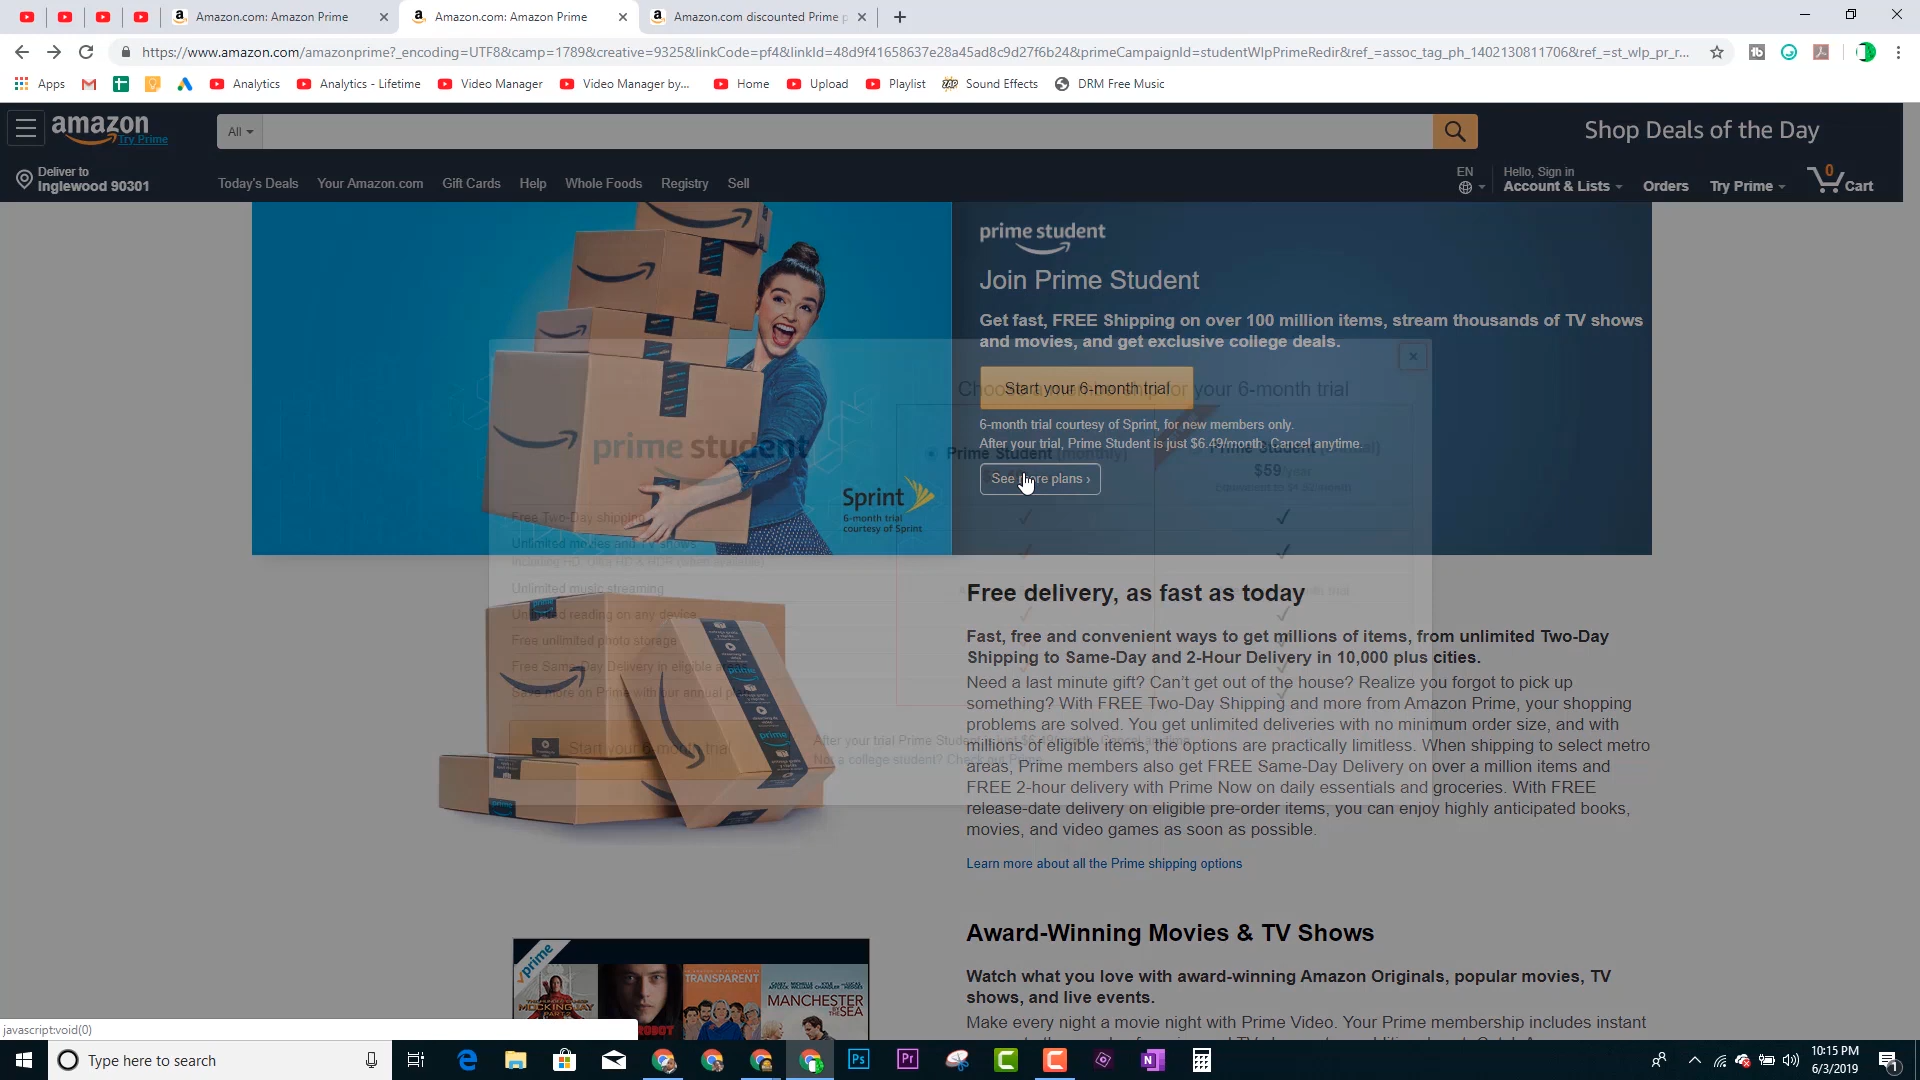 Amazon.com: Amazon Prime
Amazon.com: Amazon Prime
Amazon.com discounted Prime p
https://www.amazon.com/amazonprime?_encoding=UTF8&camp=1789&creative=9325&linkCode=pf4&linkId=48d9f41658637e28a45ad8c9d27f6b24&primeCampaignId=studentWlpPrimeRedir&ref_=assoc_tag_ph_1402130811706&ref_=st_wlp_pr_r...
Apps
Analytics
Analytics - Lifetime
Video Manager
Video Manager by...
Home
Upload
Playlist
Sound Effects
DRM Free Music
amazon
Try Prime
All
Shop Deals of the Day
Deliver to
Inglewood 90301
Today's Deals Your Amazon.com Gift Cards Help Whole Foods Registry Sell
EN
Hello, Sign in
Account & Lists
Orders
Try Prime
0
Cart
prime student
Join Prime Student
Get fast, FREE Shipping on over 100 million items, stream thousands of TV shows
and movies, and get exclusive college deals.
Start your 6-month trial
for your 6-month trial
6-month trial courtesy of Sprint, for new members only.
After your trial, Prime Student is just $6.49/month. Cancel anytime.
prime student
Prime Student (monthly)
Prime Student
$59/year
See more plans ›
Sprint
6-month trial
courtesy of Sprint
Free Two-Day shipping
Unlimited movies and TV shows
Unlimited music streaming
Unlimited reading on any device
Free unlimited photo storage
Free Same-Day Delivery in eligible areas
Save more on Prime with our annual
Start your 6-month trial
After your trial Prime Student is just
Not a college student? Check out Prime
Free delivery, as fast as today
Fast, free and convenient ways to get millions of items, from unlimited Two-Day
Shipping to Same-Day and 2-Hour Delivery in 10,000 plus cities.
Need a last minute gift? Can't get out of the house? Realize you forgot to pick up
something? With FREE Two-Day Shipping and more from Amazon Prime, your shopping
problems are solved. You get unlimited deliveries with no minimum order size, and with
millions of eligible items, the options are practically limitless. When shipping to select metro
areas, Prime members also get FREE Same-Day Delivery on over a million items and
FREE 2-hour delivery with Prime Now on daily essentials and groceries. With FREE
release-date delivery on eligible pre-order items, you can enjoy highly anticipated books,
movies, and video games as soon as possible.
Learn more about all the Prime shipping options
Award-Winning Movies & TV Shows
Watch what you love with award-winning Amazon Originals, popular movies, TV
shows, and live events.
Make every night a movie night with Prime Video. Your Prime membership includes instant
prime
MOCKINGJAY
ROBOT
TRANSPARENT
MANCHESTER
BY THE SEA
javascript:void(0)
Type here to search
10:15 PM
6/3/2019